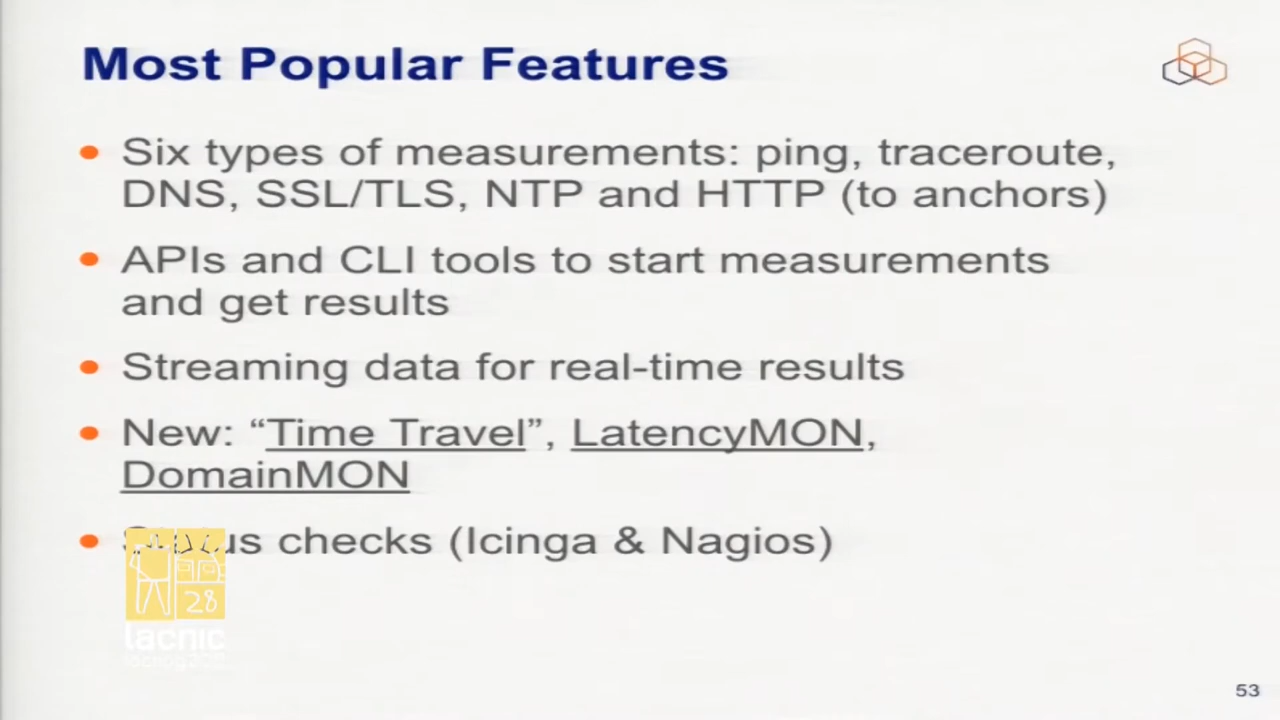 Most Popular Features
• Six types of measurements: ping, traceroute,
DNS, SSL/TLS, NTP and HTTP (to anchors)
• APIs and CLI tools to start measurements
and get results
• Streaming data for real-time results
• New: “Time Travel”, LatencyMON,
DomainMON
• Status checks (Icinga & Nagios)
28
lacnic
53